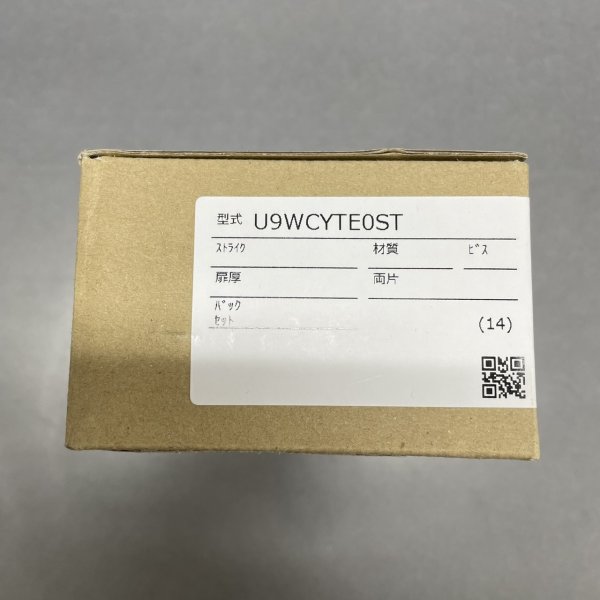 型式 U9WCYTE0ST
ｽﾄﾗｲｸ 材質 ﾋﾞｽ
扉厚 両片
ﾊﾞｯｸ
ｾｯﾄ
(14)